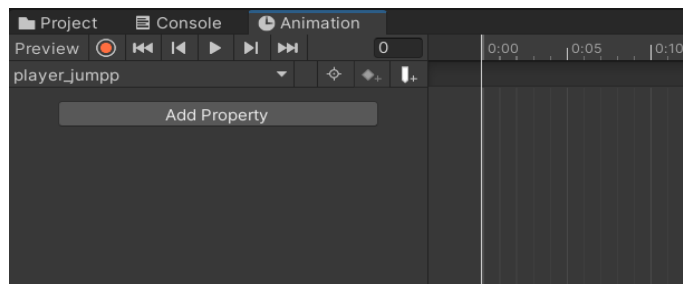 Project Console Animation
Preview 0 0:00 0:05 0:10
player_jumpp
Add Property